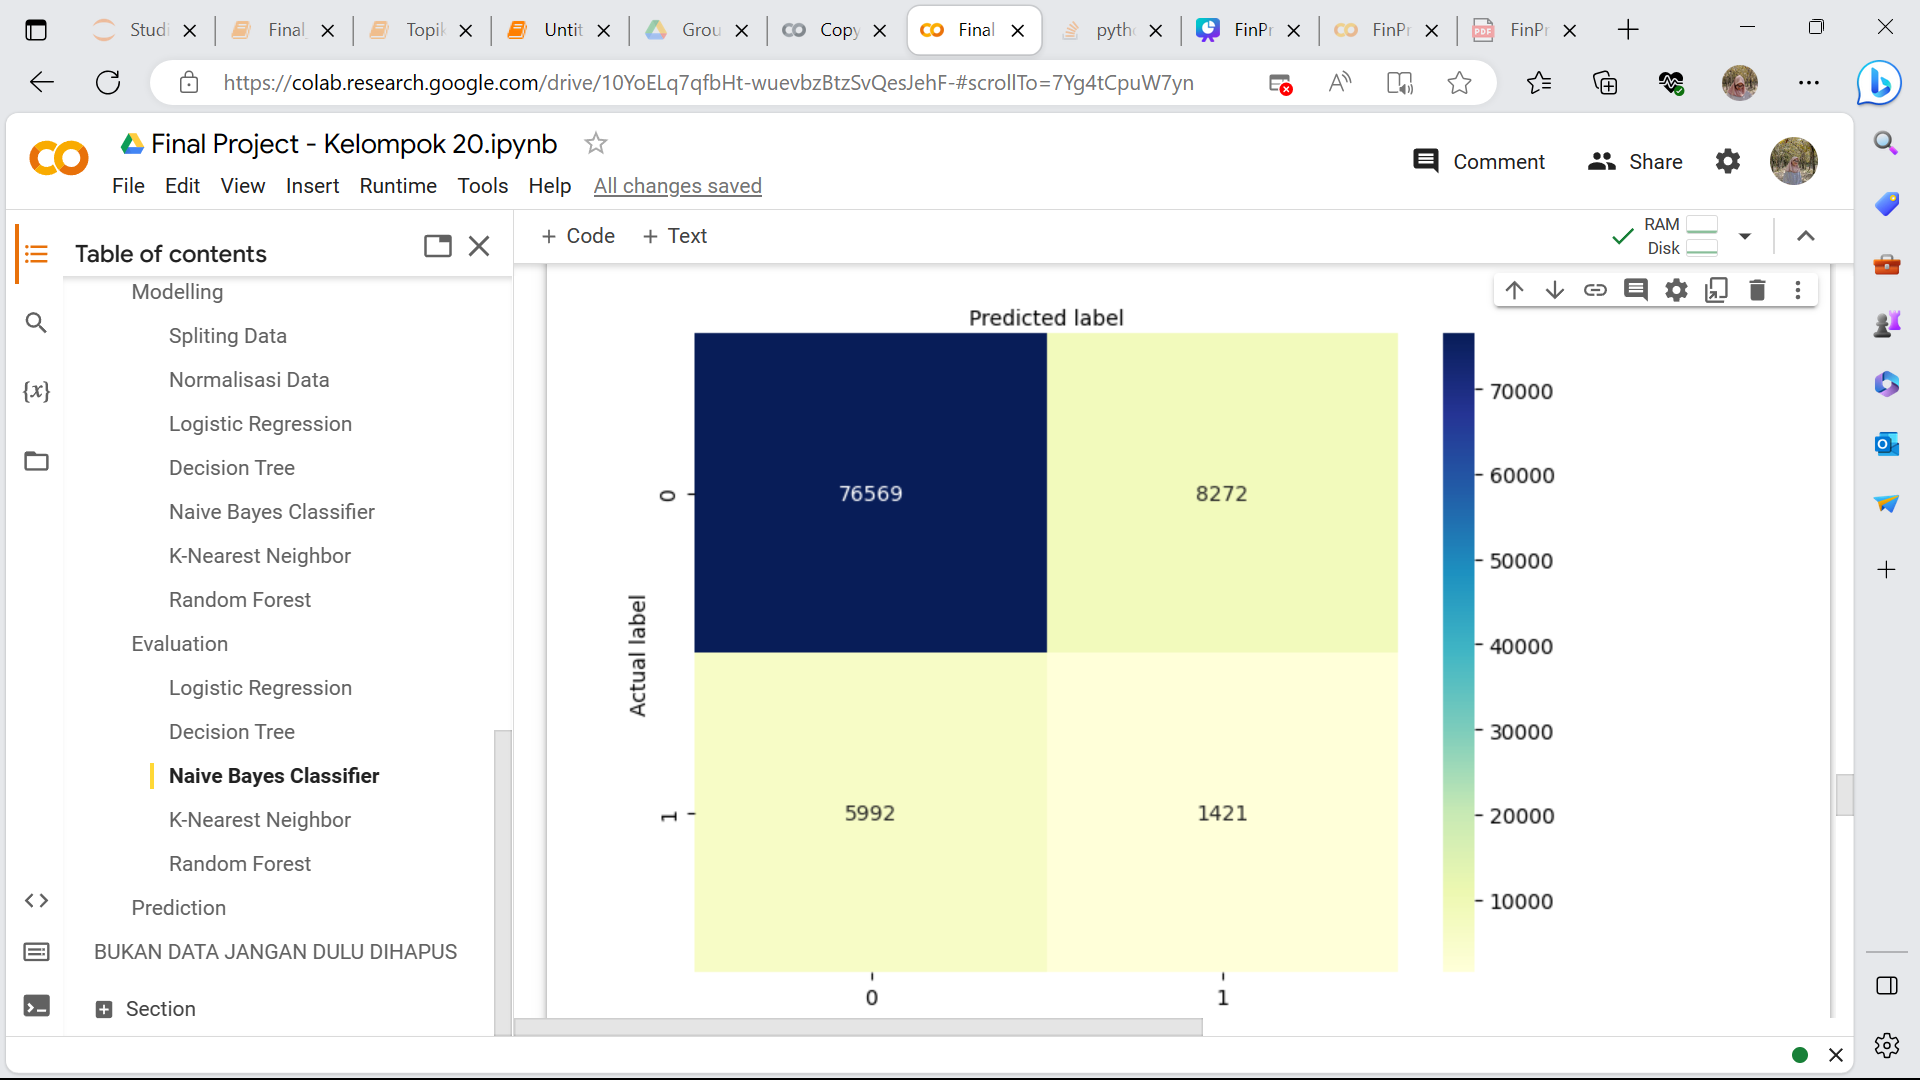 Studi
Final
Topik
Untit
Grou
Copy
Final
pyth
FinPr
FinPr
FinPr
https://colab.research.google.com/drive/10YoELq7qfbHt-wuevbzBtzSvQesJehF-#scrollTo=7Yg4tCpuW7yn
Final Project - Kelompok 20.ipynb
Comment
Share
File Edit View Insert Runtime Tools Help All changes saved
Table of contents
+ Code + Text
RAM
Disk
Modelling
Spliting Data
Normalisasi Data
Logistic Regression
Decision Tree
Naive Bayes Classifier
K-Nearest Neighbor
Random Forest
Evaluation
Logistic Regression
Decision Tree
Naive Bayes Classifier
K-Nearest Neighbor
Random Forest
Prediction
BUKAN DATA JANGAN DULU DIHAPUS
Section
Predicted label
Actual label
0
1
76569
8272
5992
1421
0
1
70000
60000
50000
40000
30000
20000
10000